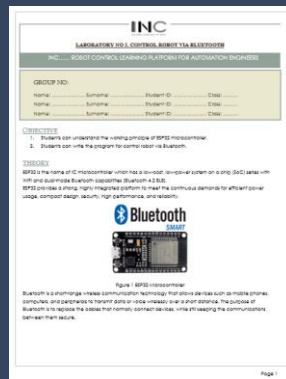 INC
LABORATORY NO.1. CONTROL ROBOT VIA BLUETOOTH
INC....... ROBOT CONTROL LEARNING PLATFORM FOR AUTOMATION ENGINEERS
GROUP NO:
Name: .................... Surname: .................... Student ID: .................... Class: ............
Name: .................... Surname: .................... Student ID: .................... Class: ............
Name: .................... Surname: .................... Student ID: .................... Class: ............
OBJECTIVE
1. Students can understand the working principle of ESP32 microcontroller.
2. Students can write the program for control robot via Bluetooth.
THEORY
ESP32 is the name of IC microcontroller which has a low-cost, low-power system on a chip (SoC) series with
WiFi and dual-mode Bluetooth capabilities (Bluetooth 4.2 BLE).
ESP32 provides a strong, highly integrated platform to meet the continuous demands for efficient power
usage, compact design, security, high performance, and reliability.
Bluetooth
SMART
Figure 1 ESP32 Microcontroller
Bluetooth is a short-range wireless communication technology that allows devices such as mobile phones,
computers, and peripherals to transmit data or voice wirelessly over a short distance. The purpose of
Bluetooth is to replace the cables that normally connect devices, while still keeping the communications
between them secure.
Page 1